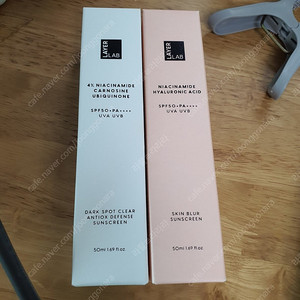 LAYER
LAB
4% NIACINAMIDE
CARNOSINE
UBIQUINONE
SPF50+PA++++
UVA UVB
DARK SPOT CLEAR
ANTIOX DEFENSE
SUNSCREEN
50ml 1.69 fl.oz
LAYER
LAB
NIACINAMIDE
HYALURONIC ACID
SPF50+PA++++
UVA UVB
SKIN BLUR
SUNSCREEN
50ml 1.69 fl.oz